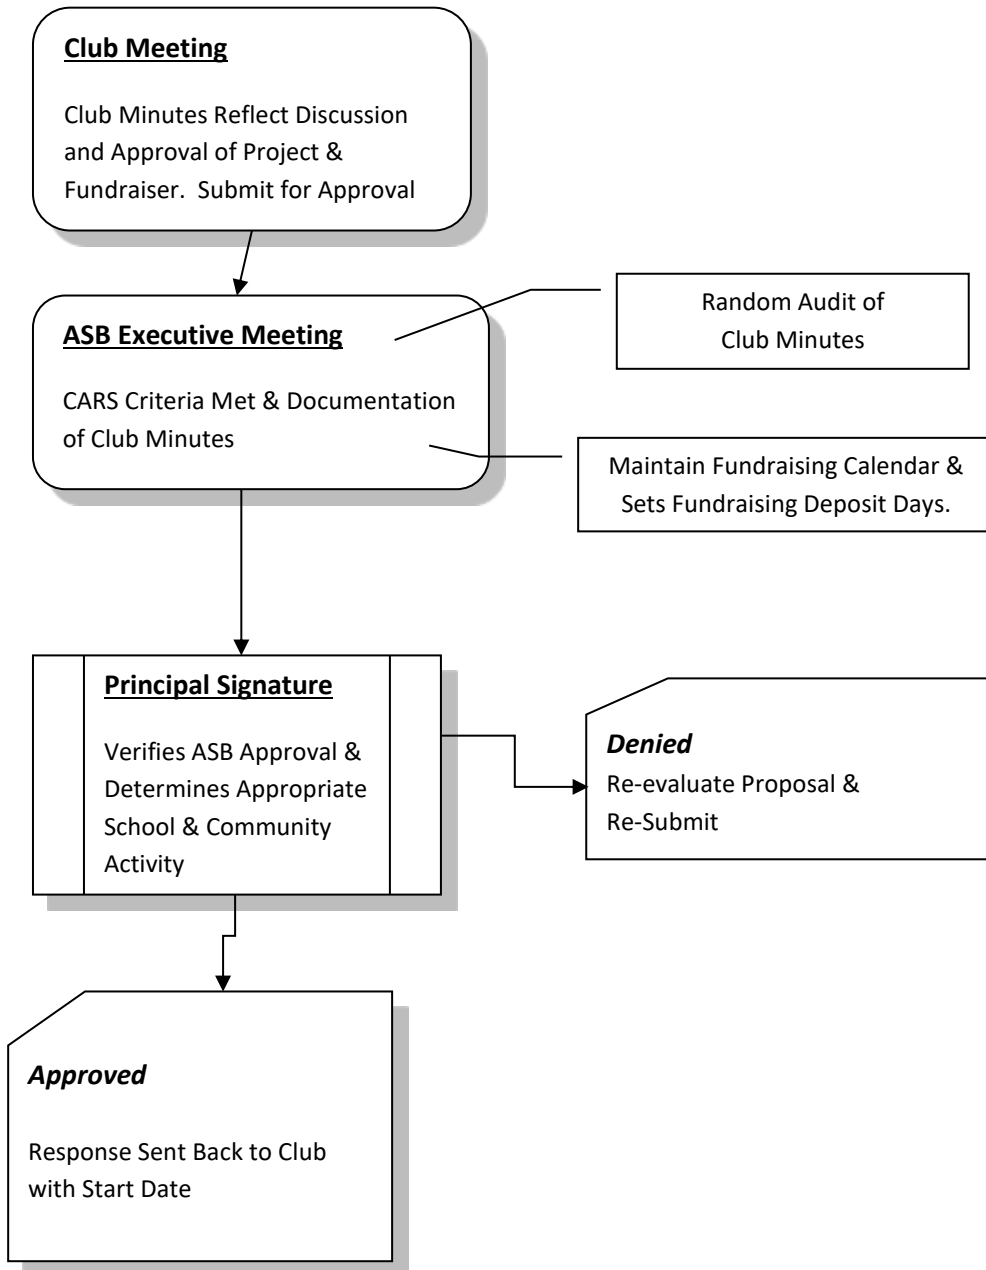 Club Meeting
Club Minutes Reflect Discussion
and Approval of Project &
Fundraiser.  Submit for Approval
ASB Executive Meeting
CARS Criteria Met & Documentation
of Club Minutes
Random Audit of
Club Minutes
Maintain Fundraising Calendar &
Sets Fundraising Deposit Days.
Principal Signature
Verifies ASB Approval &
Determines Appropriate
School & Community
Activity
Denied
Re-evaluate Proposal &
Re-Submit
Approved
Response Sent Back to Club
with Start Date